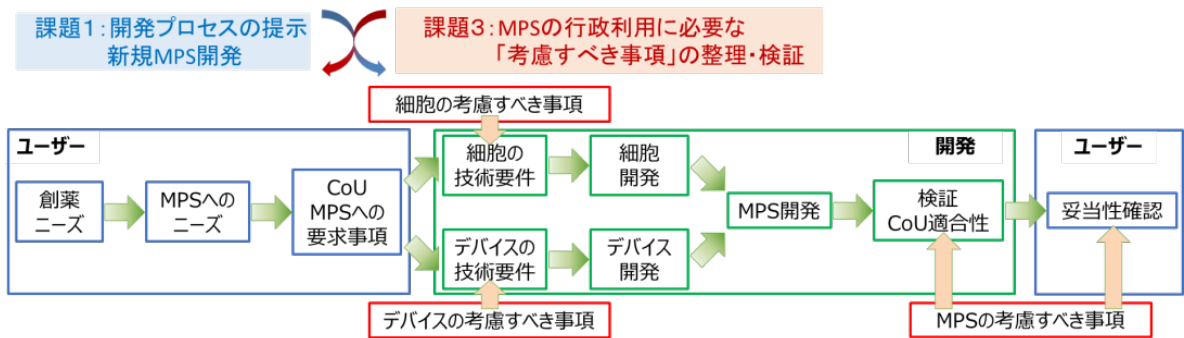 課題1:開発プロセスの提示
新規MPS開発
課題3:MPSの行政利用に必要な
「考慮すべき事項」の整理・検証
細胞の考慮すべき事項
ユーザー
開発
ユーザー
創薬
ニーズ
MPSへの
ニーズ
CoU
MPSへの
要求事項
細胞の
技術要件
細胞
開発
デバイスの
技術要件
デバイス
開発
MPS開発
検証
CoU適合性
妥当性確認
デバイスの考慮すべき事項
MPSの考慮すべき事項